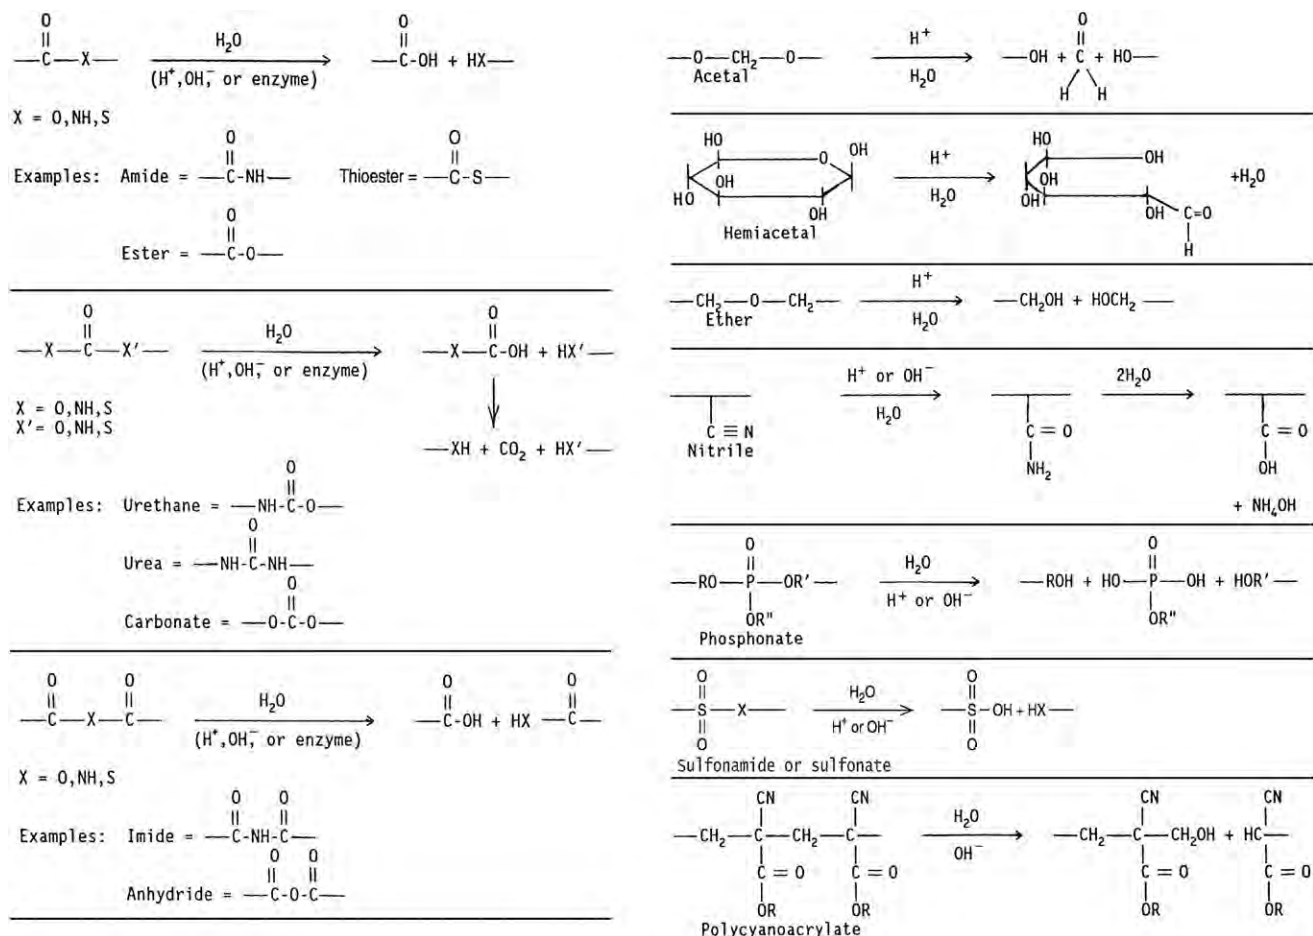 O
||
—C—X— H₂O (H⁺,OH,⁻ or enzyme)
O
||
—C-OH + HX—
X = O,NH,S
Examples: Amide =
O
||
—C-NH—
Thioester =
O
||
—C-S—
Ester =
O
||
—C-O—
O
||
—X—C—X′— H₂O (H⁺,OH,⁻ or enzyme)
O
||
—X—C-OH + HX′—
X = O,NH,S
X′= O,NH,S
—XH + CO₂ + HX′—
Examples: Urethane =
O
||
—NH-C-O—
Urea =
O
||
—NH-C-NH—
Carbonate =
O
||
—O-C-O—
O O
|| ||
—C—X—C— H₂O (H⁺,OH,⁻ or enzyme)
O O
|| ||
—C-OH + HX C—
X = O,NH,S
Examples: Imide =
O O
|| ||
—C-NH-C—
Anhydride =
O O
|| ||
—C-O-C—
—O—CH₂—O— H⁺ H₂O
O
||
—OH + C + HO—
H H
Acetal
HO O OH
OH
HO OH
H⁺
H₂O
HO OH
OH
OH OH C=O
H
+H₂O
Hemiacetal
—CH₂—O—CH₂— H⁺ H₂O —CH₂OH + HOCH₂—
Ether
H⁺ or OH⁻
H₂O
2H₂O
C≡N
Nitrile
C=O
NH₂
C=O
OH
+ NH₄OH
O
||
—RO—P—OR′—
OR″
Phosphonate
H₂O
H⁺ or OH⁻
O
||
—ROH + HO—P—OH + HOR′—
OR″
O
||
—S—X—
||
O
H₂O
H⁺ or OH⁻
O
||
—S—OH + HX—
||
O
Sulfonamide or sulfonate
CN CN
—CH₂—C—CH₂—C—
C=O C=O
OR OR
Polycyanoacrylate
H₂O
OH⁻
CN CN
—CH₂—C—CH₂OH + HC—
C=O C=O
OR OR